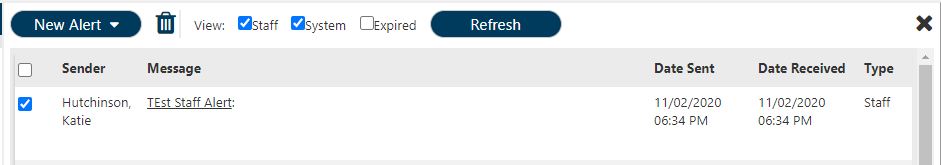 New Alert View: Staff System Expired Refresh
Sender Message Date Sent Date Received Type
Hutchinson, TEst Staff Alert: 11/02/2020 11/02/2020 Staff
Katie 06:34 PM 06:34 PM